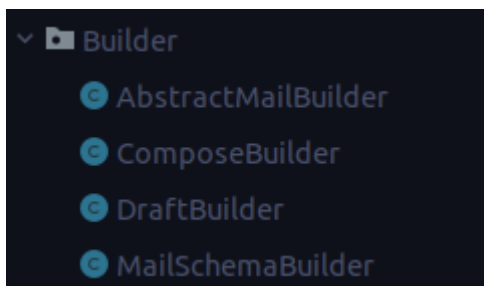 Builder
C AbstractMailBuilder
C ComposeBuilder
C DraftBuilder
C MailSchemaBuilder